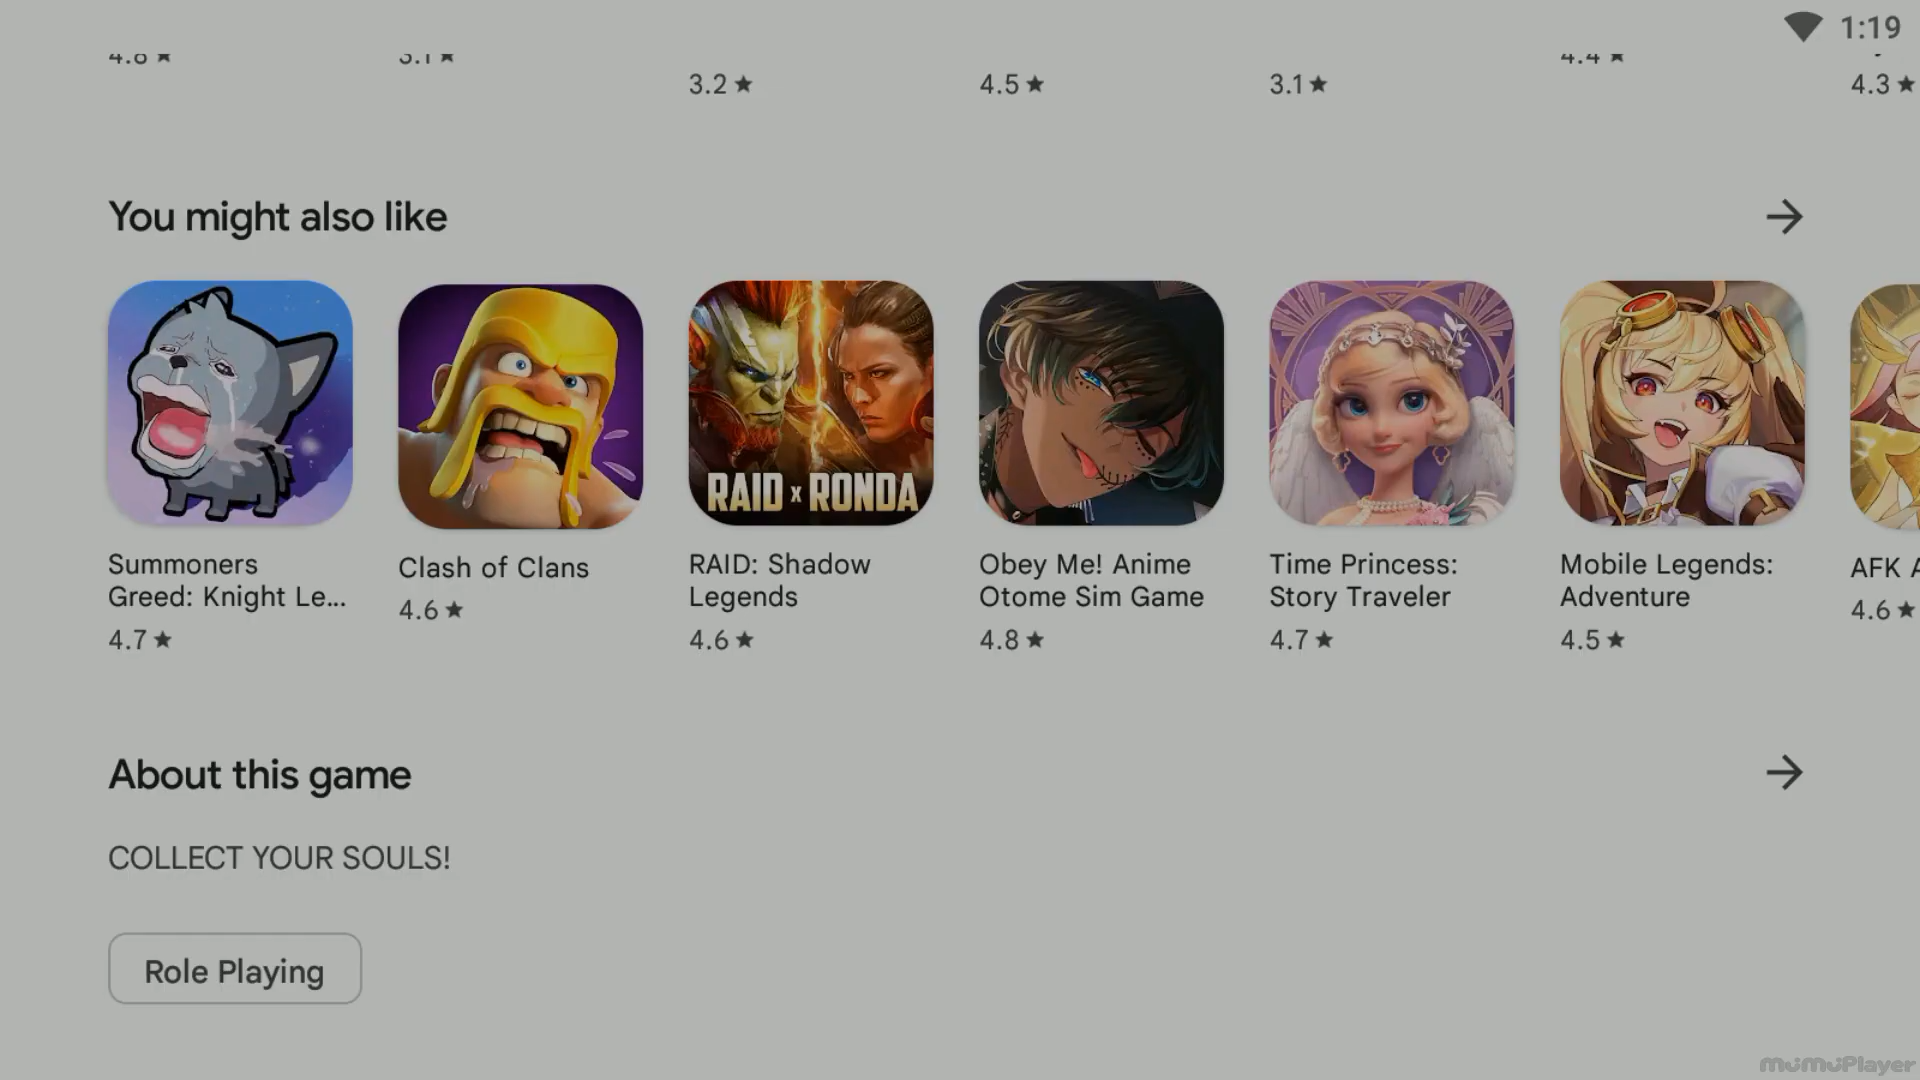 1:19
4.4 ★
3.2 ★
4.5 ★
3.1 ★
4.3 ★
You might also like
RAID x RONDA
Summoners
Greed: Knight Le...
4.7 ★
Clash of Clans
4.6 ★
RAID: Shadow
Legends
4.6 ★
Obey Me! Anime
Otome Sim Game
4.8 ★
Time Princess:
Story Traveler
4.7 ★
Mobile Legends:
Adventure
4.5 ★
AFK A
4.6 ★
About this game
COLLECT YOUR SOULS!
Role Playing
MuMuPlayer